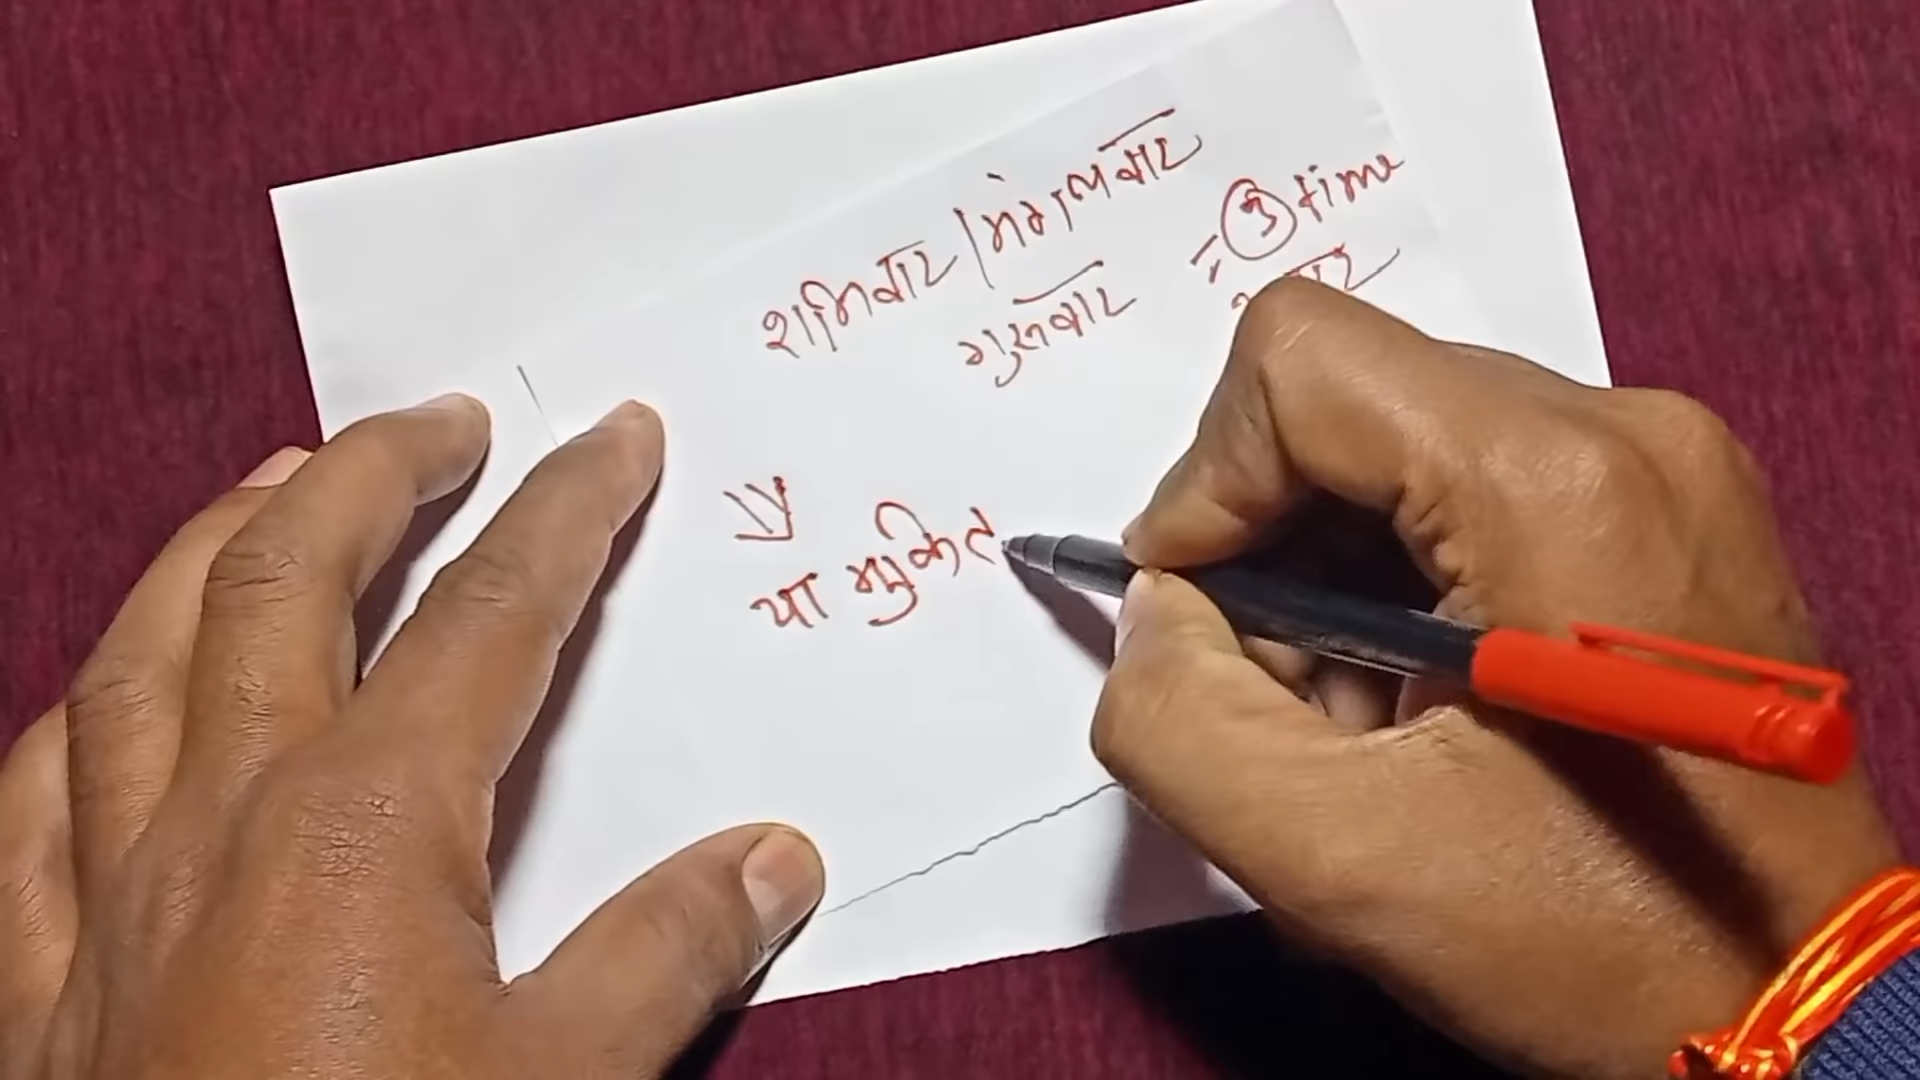 शनिवार / मंगलवार
= ③ time
गुरुवार
या मुक्ति